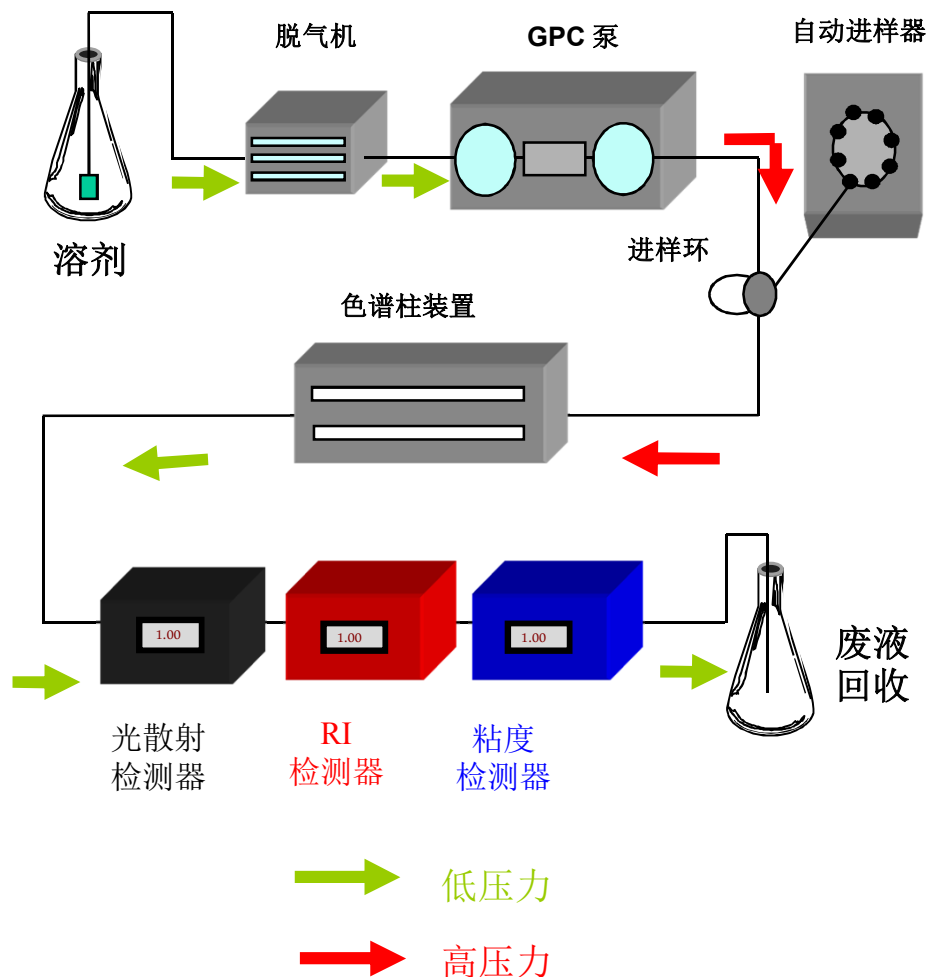 脱气机
GPC 泵
自动进样器
溶剂
进样环
色谱柱装置
1.00
1.00
1.00
废液
回收
光散射
检测器
RI
检测器
粘度
检测器
低压力
高压力